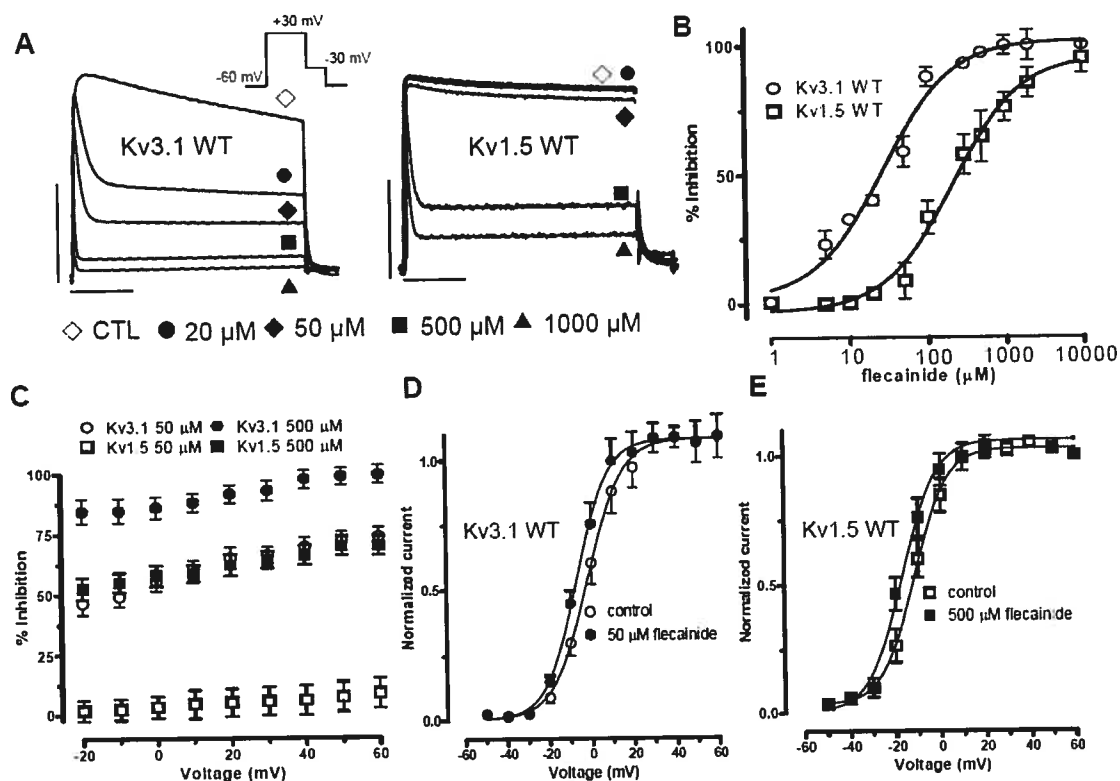 A
+30 mV
-30 mV
-60 mV
Kv3.1 WT
Kv1.5 WT
◇ CTL ● 20 µM ◆ 50 µM ■ 500 µM ▲ 1000 µM
B
100
50
0
% Inhibition
Kv3.1 WT
Kv1.5 WT
1 10 100 1000 10000
flecainide (µM)
C
Kv3.1 50 µM Kv3.1 500 µM
Kv1.5 50 µM Kv1.5 500 µM
100
75
50
25
0
% Inhibition
-20 0 20 40 60
Voltage (mV)
D
1.0
0.5
0.0
Normalized current
Kv3.1 WT
control
50 µM flecainide
-60 -40 -20 0 20 40 60
Voltage (mV)
E
1.0
0.5
0.0
Normalized current
Kv1.5 WT
control
500 µM flecainide
-60 -40 -20 0 20 40 60
Voltage (mV)